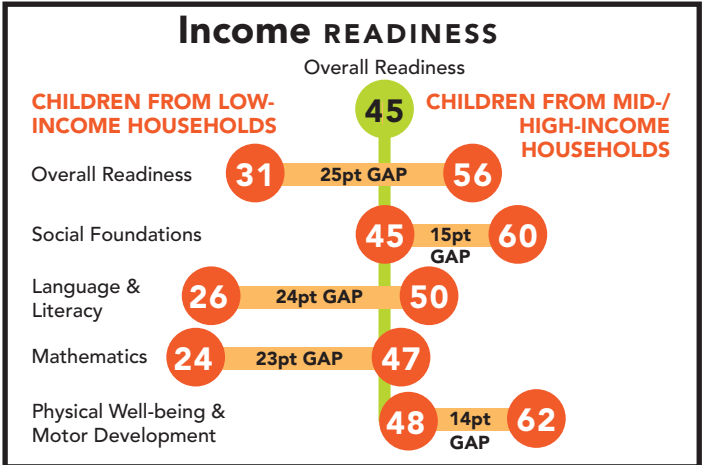 Income READINESS
Overall Readiness
45
CHILDREN FROM LOW-
INCOME HOUSEHOLDS
CHILDREN FROM MID-/
HIGH-INCOME
HOUSEHOLDS
Overall Readiness 31 25pt GAP 56
Social Foundations 45 15pt 60
GAP
Language &
Literacy
26 24pt GAP 50
Mathematics 24 23pt GAP 47
Physical Well-being &
Motor Development
48 14pt 62
GAP